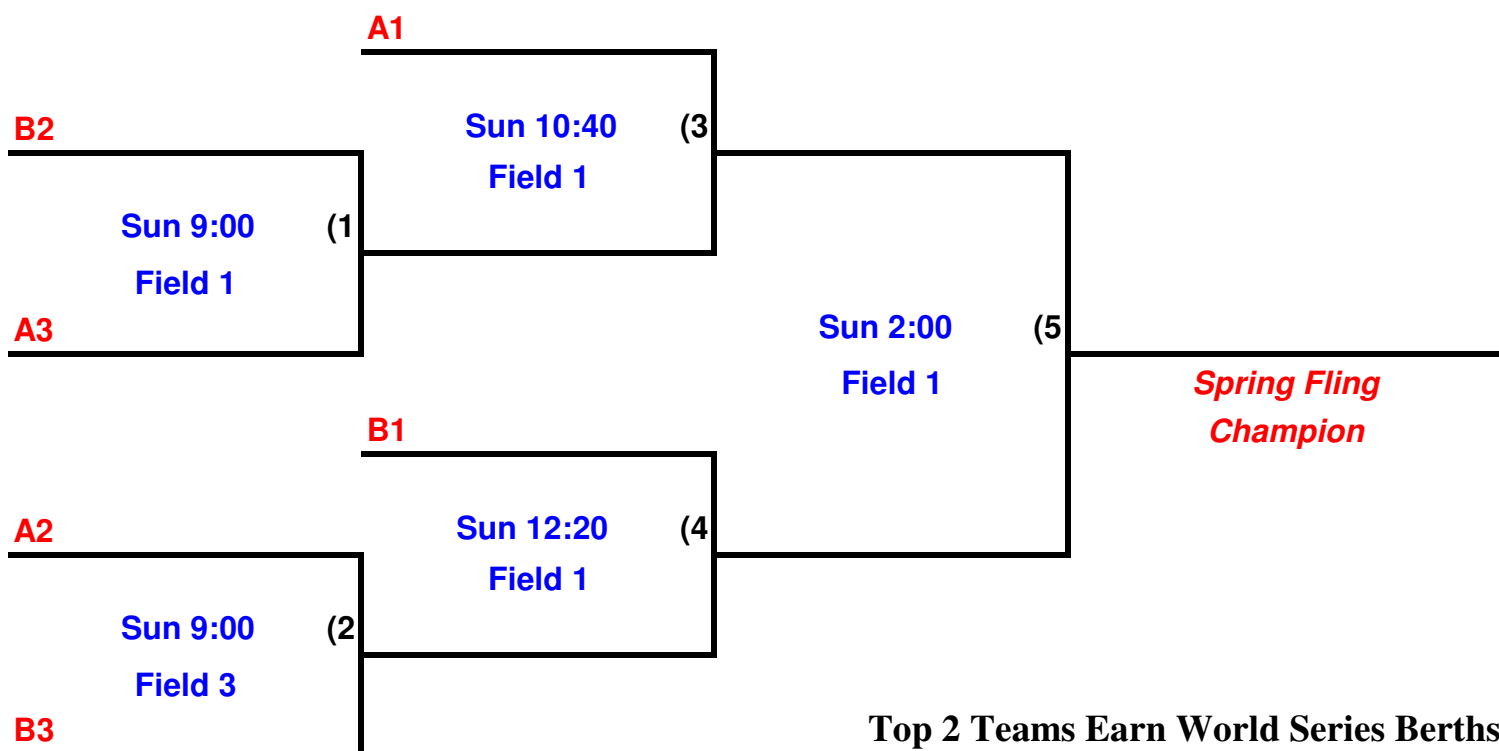 A1
B2
Sun 10:40 (3
Field 1
Sun 9:00 (1
Field 1
A3
Sun 2:00 (5
Field 1
Spring Fling
Champion
B1
A2
Sun 12:20 (4
Field 1
Sun 9:00 (2
Field 3
B3
Top 2 Teams Earn World Series Berths